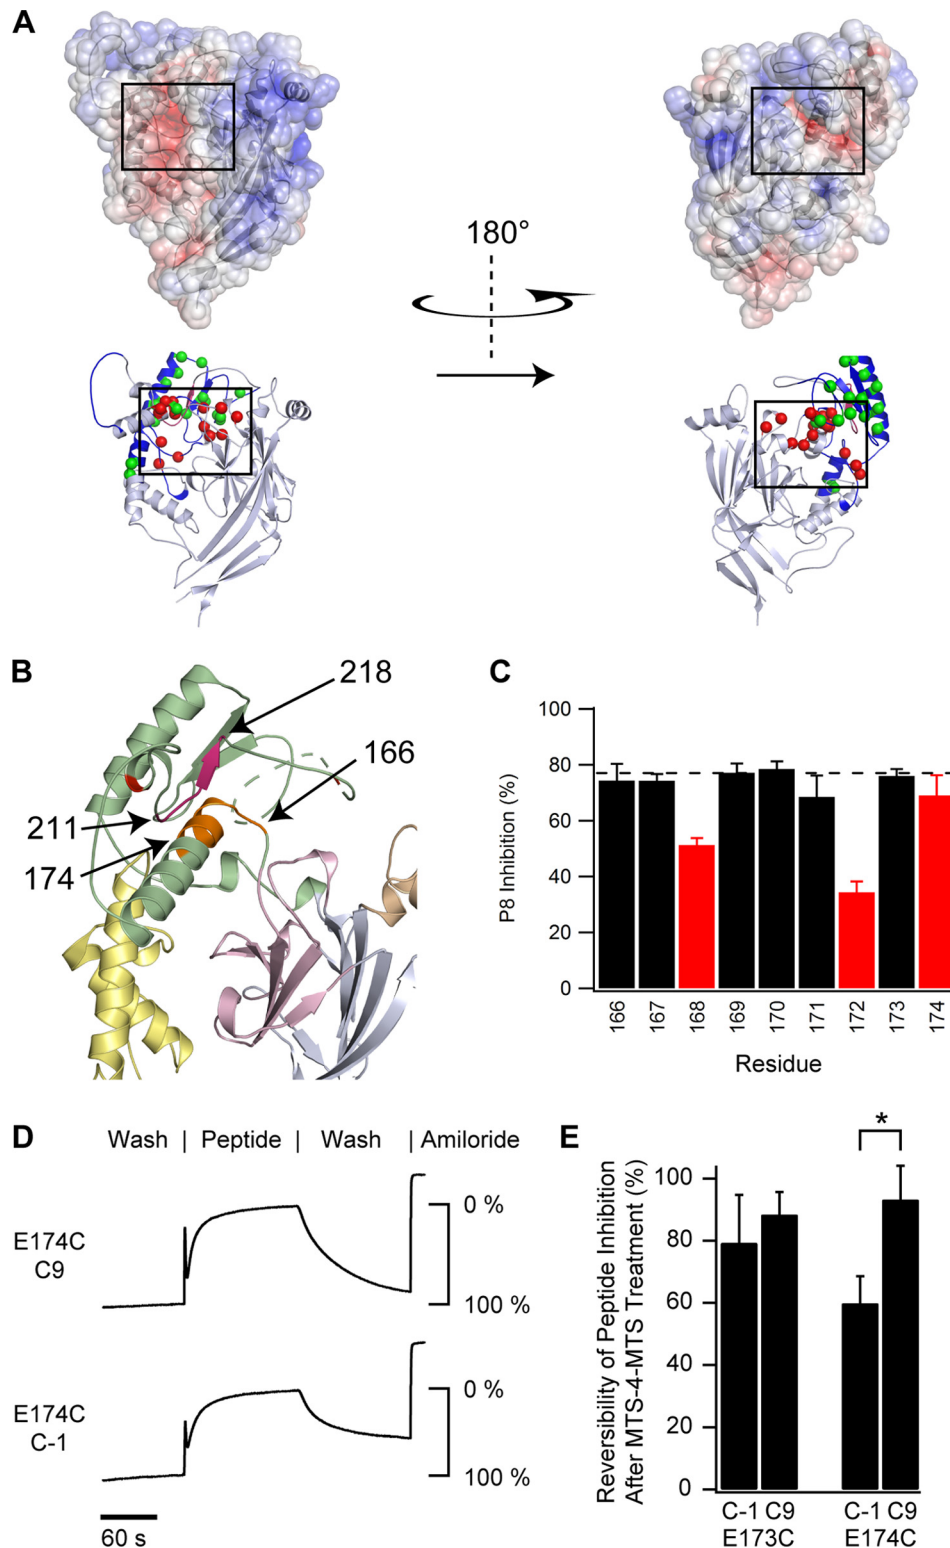 A
180°
B
218
166
211
174
C
100
80
60
40
20
0
P8 Inhibition (%)
166
167
168
169
170
171
172
173
174
Residue
D
Wash | Peptide | Wash | Amiloride
E174C
C9
0 %
100 %
E174C
C-1
0 %
100 %
60 s
E
*
Reversibility of Peptide Inhibition
After MTS-4-MTS Treatment (%)
100
80
60
40
20
0
C-1 C9 C-1 C9
E173C E174C